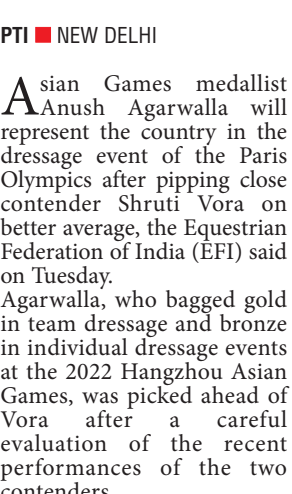 PTI ■ NEW DELHI
Asian Games medallist
Anush Agarwalla will
represent the country in the
dressage event of the Paris
Olympics after pipping close
contender Shruti Vora on
better average, the Equestrian
Federation of India (EFI) said
on Tuesday.
Agarwalla, who bagged gold
in team dressage and bronze
in individual dressage events
at the 2022 Hangzhou Asian
Games, was picked ahead of
Vora after a careful
evaluation of the recent
performances of the two
contenders